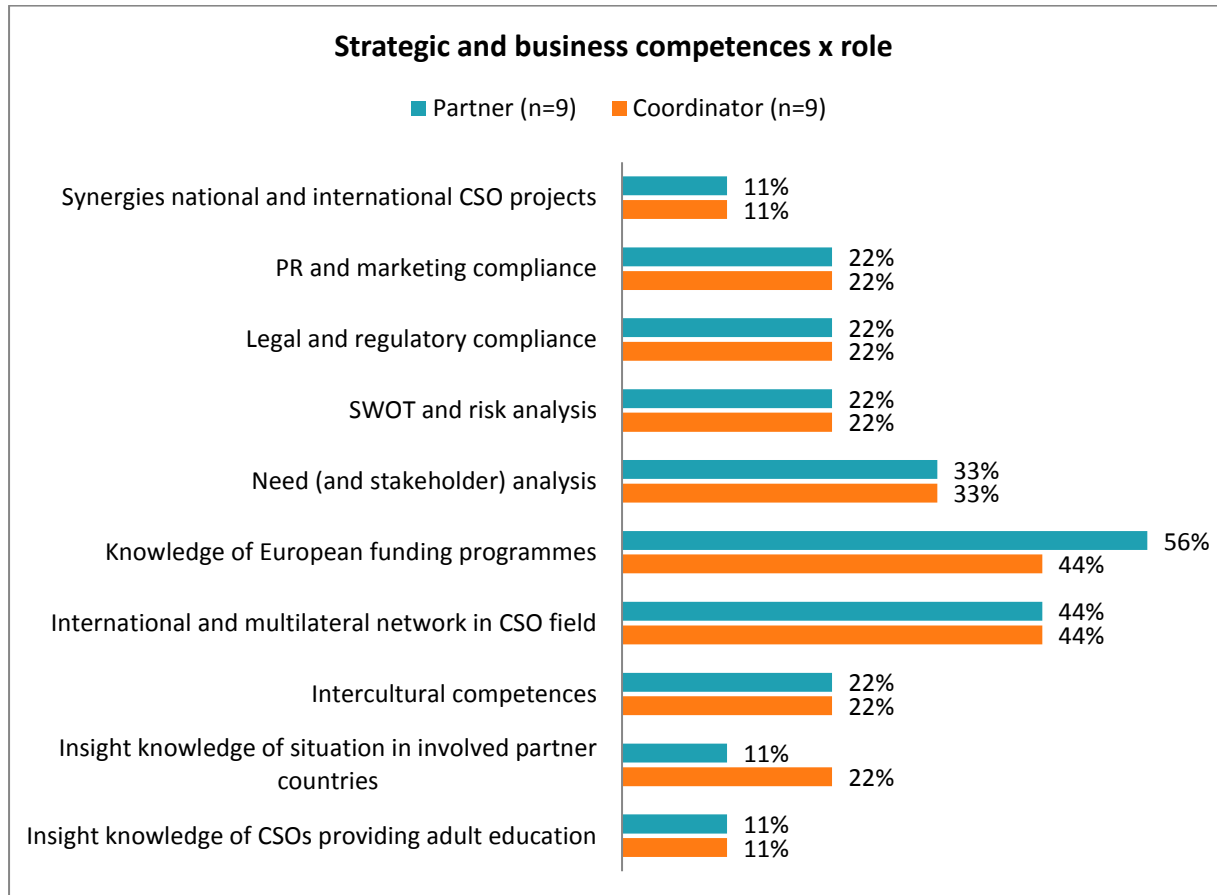 Strategic and business competences x role
Partner (n=9) Coordinator (n=9)
Synergies national and international CSO projects
11%
11%
PR and marketing compliance
22%
22%
Legal and regulatory compliance
22%
22%
SWOT and risk analysis
22%
22%
Need (and stakeholder) analysis
33%
33%
Knowledge of European funding programmes
56%
44%
International and multilateral network in CSO field
44%
44%
Intercultural competences
22%
22%
Insight knowledge of situation in involved partner
countries
11%
22%
Insight knowledge of CSOs providing adult education
11%
11%